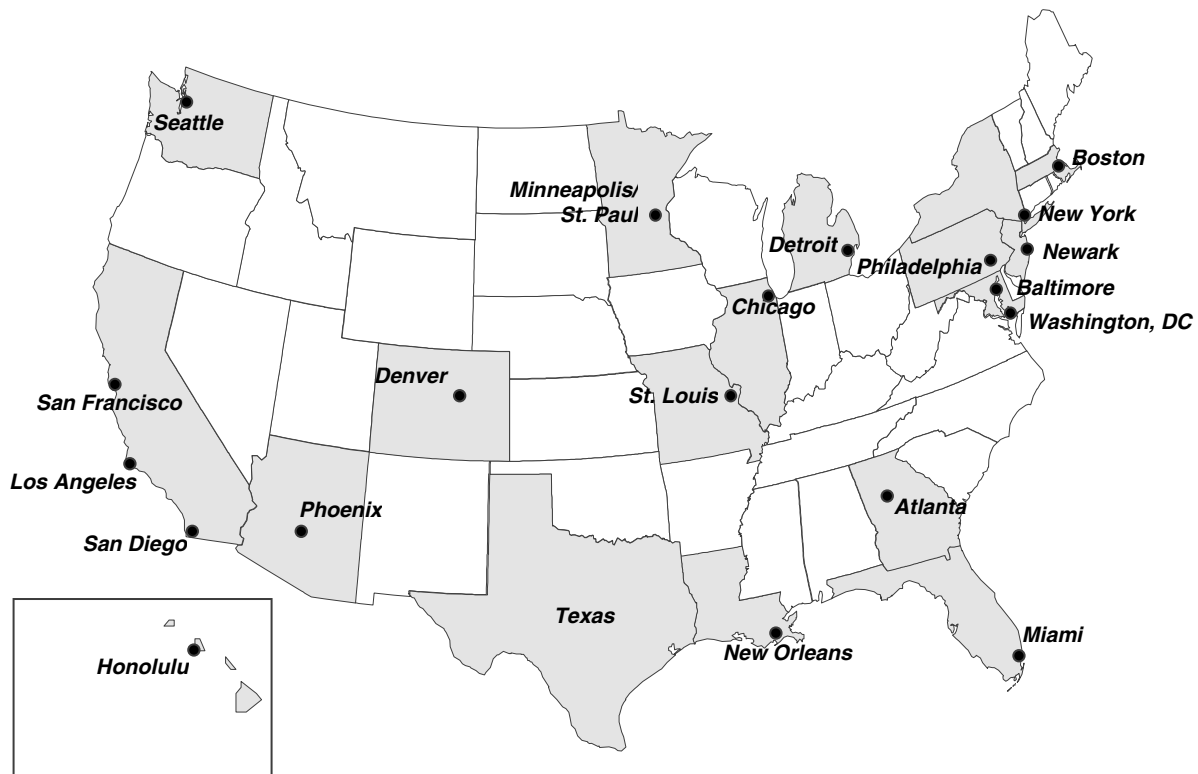 Seattle
Boston
Minneapolis/
St. Paul
New York
Detroit
Newark
Philadelphia
Baltimore
Chicago
Washington, DC
Denver
St. Louis
San Francisco
Los Angeles
Phoenix
Atlanta
San Diego
Texas
Miami
New Orleans
Honolulu